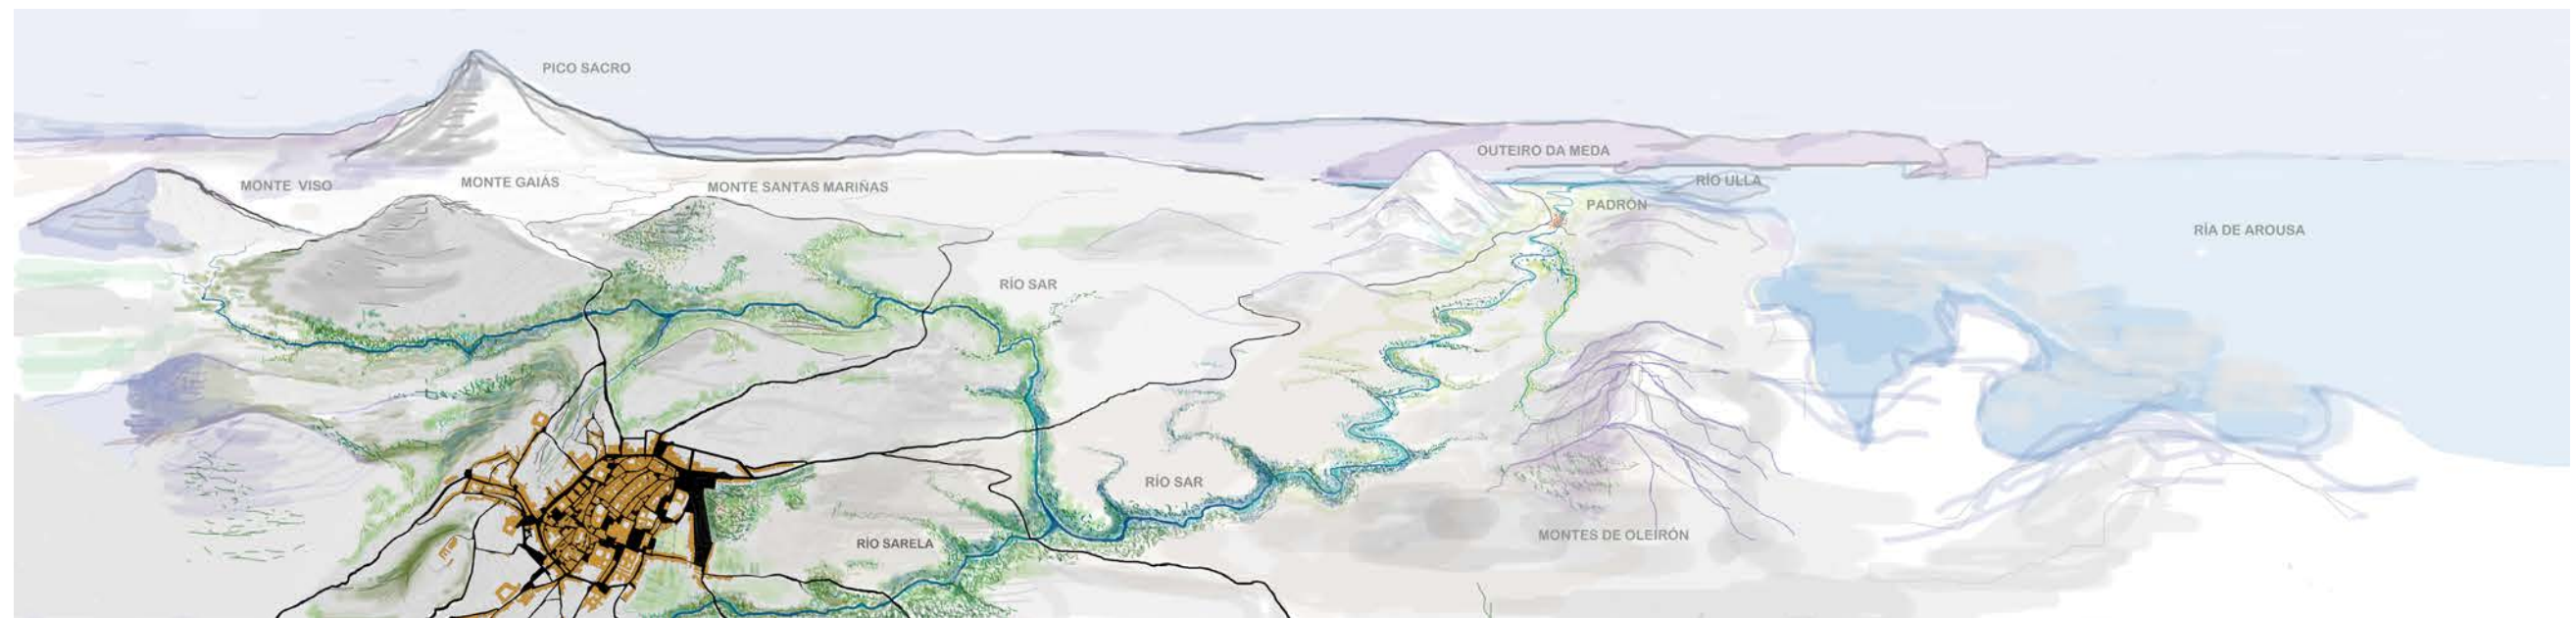 PICO SACRO
OUTEIRO DA MEDA
MONTE VISO
MONTE GAIÁS
MONTE SANTAS MARIÑAS
RÍO ULLA
PADRÓN
RÍA DE AROUSA
RÍO SAR
RÍO SAR
MONTES DE OLEIRÓN
RÍO SARELA